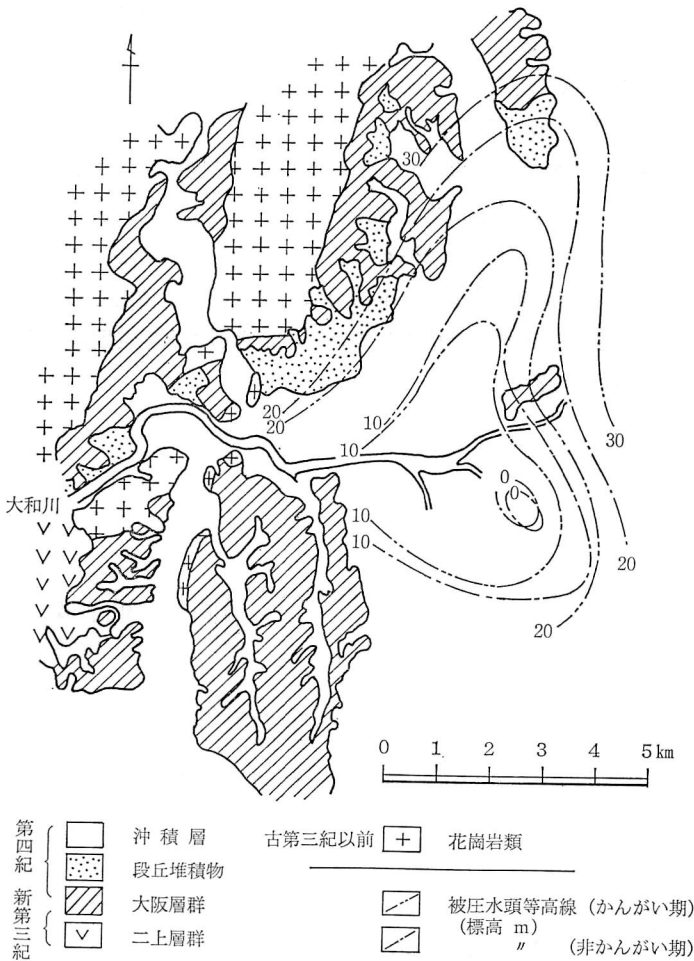 30
20
20
10
10
0
0
30
大和川
10
10
20
20
0 1 2 3 4 5 km
第四紀
新第三紀
沖積層
段丘堆積物
大阪層群
二上層群
古第三紀以前 花崗岩類
被圧水頭等高線 (かんがい期)
(標高 m)
〃 (非かんがい期)